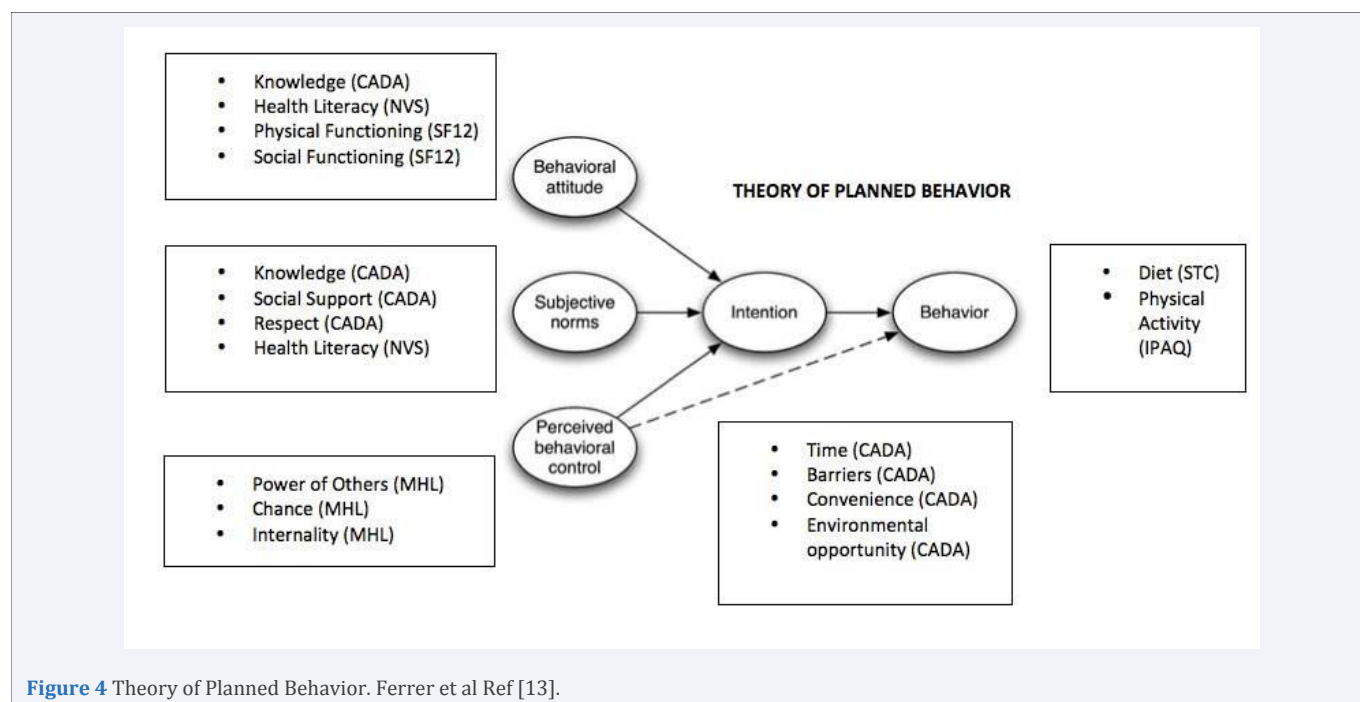 • Knowledge (CADA)
• Health Literacy (NVS)
• Physical Functioning (SF12)
• Social Functioning (SF12)
Behavioral
attitude
THEORY OF PLANNED BEHAVIOR
• Knowledge (CADA)
• Social Support (CADA)
• Respect (CADA)
• Health Literacy (NVS)
Subjective
norms
Intention
Behavior
• Diet (STC)
• Physical
Activity
(IPAQ)
Perceived
behavioral
control
• Power of Others (MHL)
• Chance (MHL)
• Internality (MHL)
• Time (CADA)
• Barriers (CADA)
• Convenience (CADA)
• Environmental
opportunity (CADA)
Figure 4 Theory of Planned Behavior. Ferrer et al Ref [13].